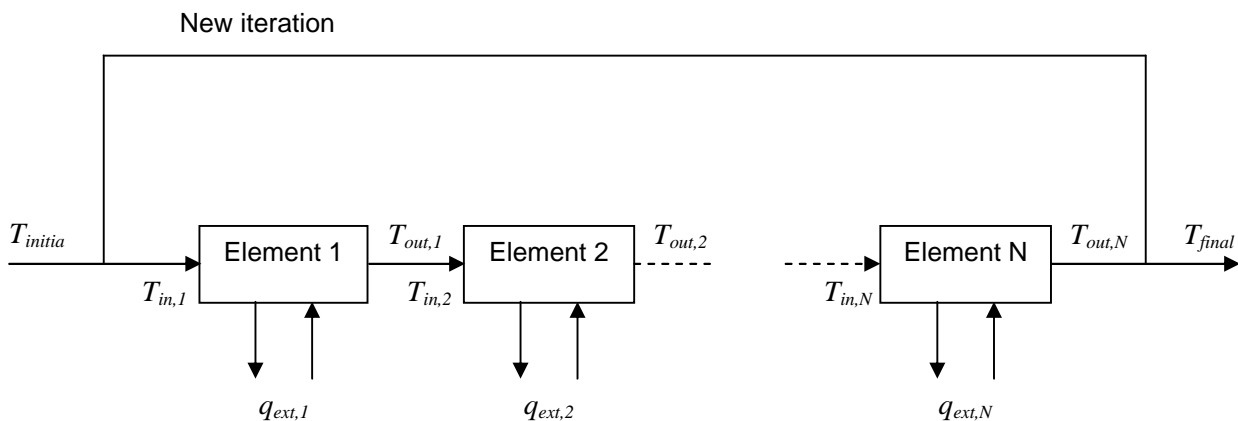 New iteration
T_initia
Element 1
T_out,1
Element 2
T_out,2
Element N
T_out,N
T_final
T_in,1
T_in,2
T_in,N
q_ext,1
q_ext,2
q_ext,N